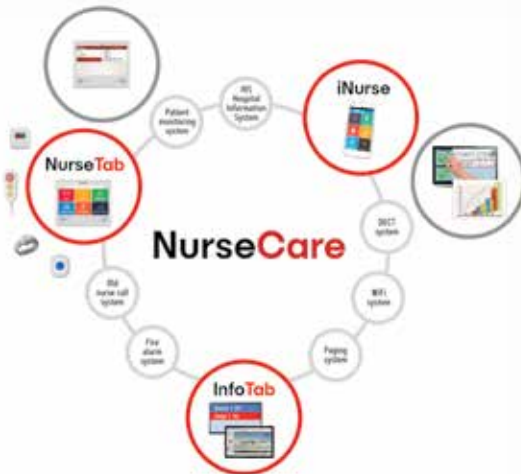 iNurse
HIS
Hospital
Information
System
Patient
monitoring
system
NurseTab
NurseCare
DECT
system
Old
nurse call
system
WiFi
system
Fire
alarm
system
Paging
system
InfoTab